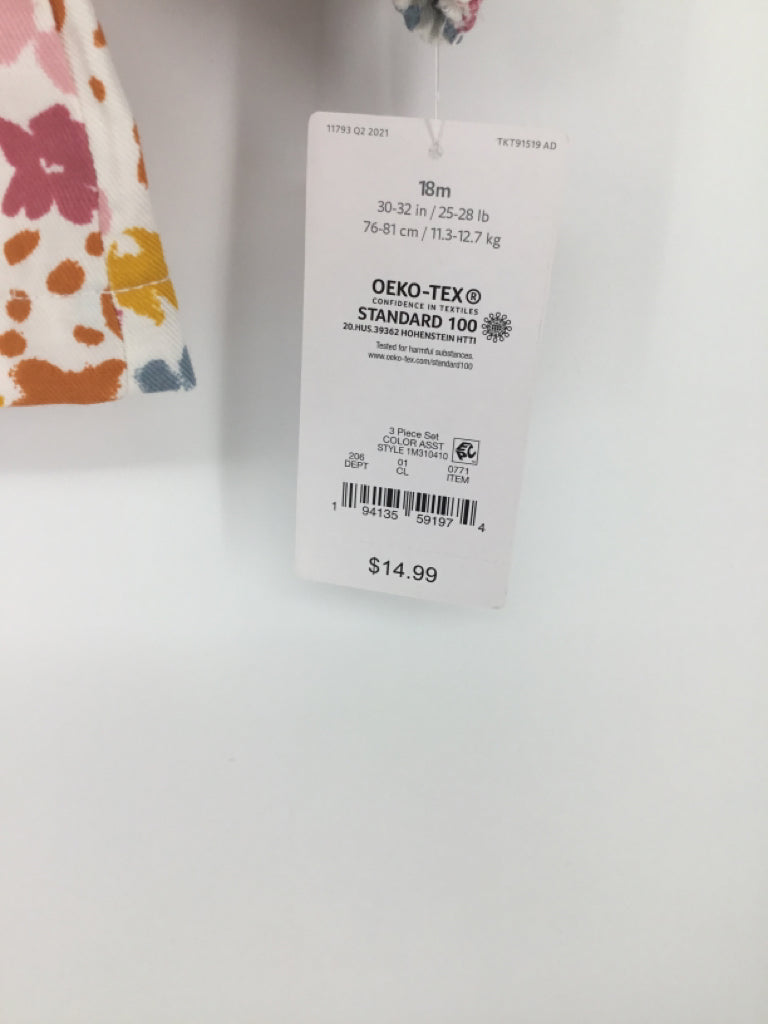 11793 Q2 2021
TKT91519 AD
18m
30-32 in / 25-28 lb
76-81 cm / 11.3-12.7 kg
OEKO-TEX®
CONFIDENCE IN TEXTILES
STANDARD 100
20.HUS.39362 HOHENSTEIN HTTI
Tested for harmful substances.
www.oeko-tex.com/standard100
3 Piece Set
COLOR ASST
STYLE 1M310410
206 01 0771
DEPT CL ITEM
1 94135 59197 4
$14.99